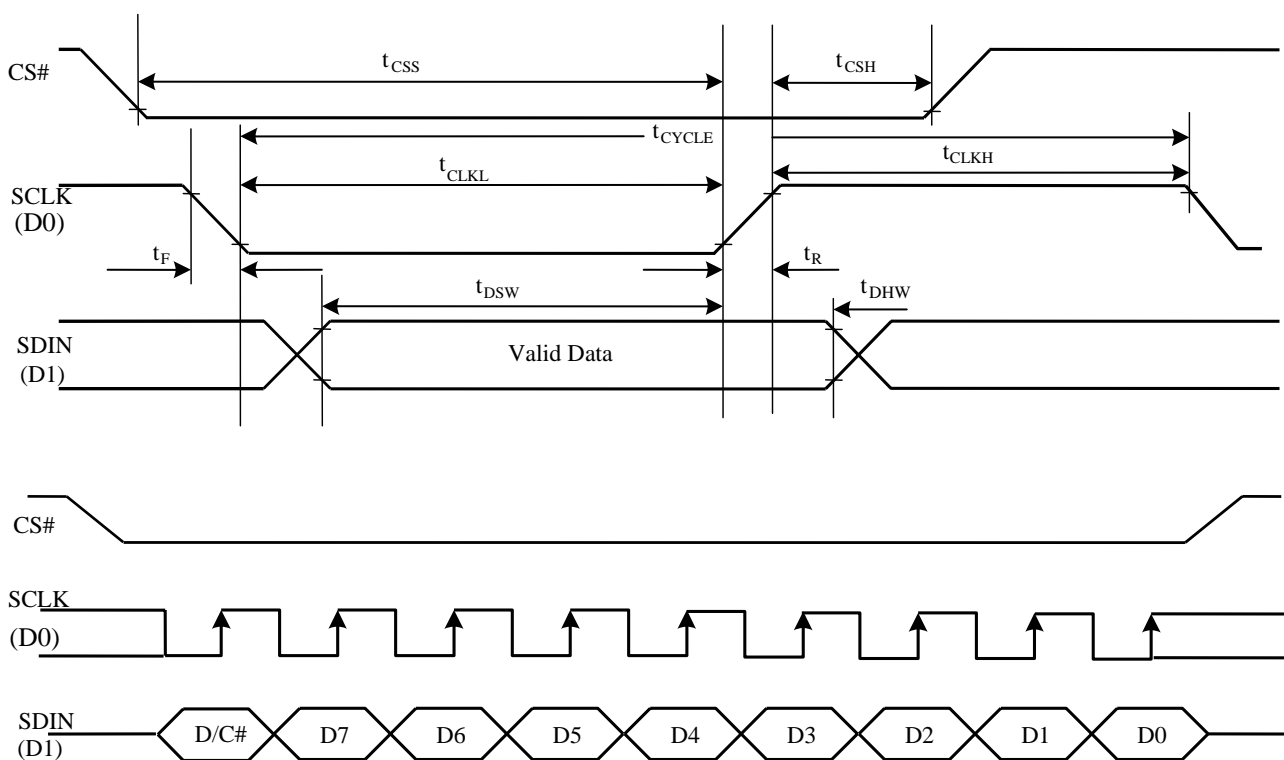 CS#
tCSS
tCSH
tCYCLE
tCLKL
tCLKH
SCLK
(D0)
tF
tR
tDSW
tDHW
SDIN
(D1)
Valid Data
CS#
SCLK
(D0)
SDIN
(D1)
D/C# D7 D6 D5 D4 D3 D2 D1 D0